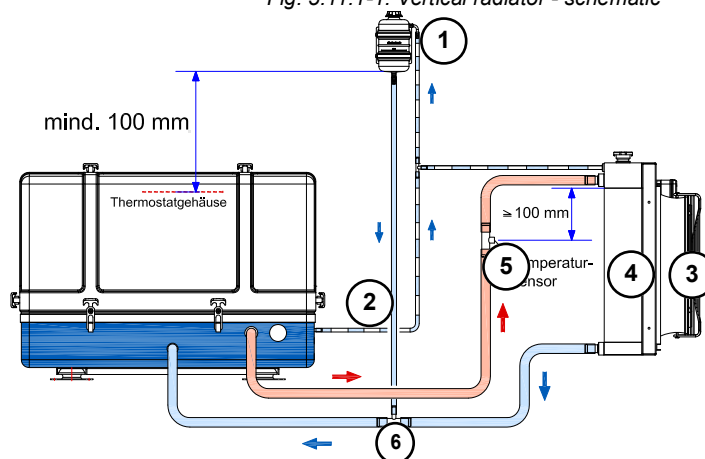 Fig. 5.11.1-1: Vertical radiator - schematic
1
mind. 100 mm
Thermostatgehäuse
≥100 mm
5
4
3
2
6